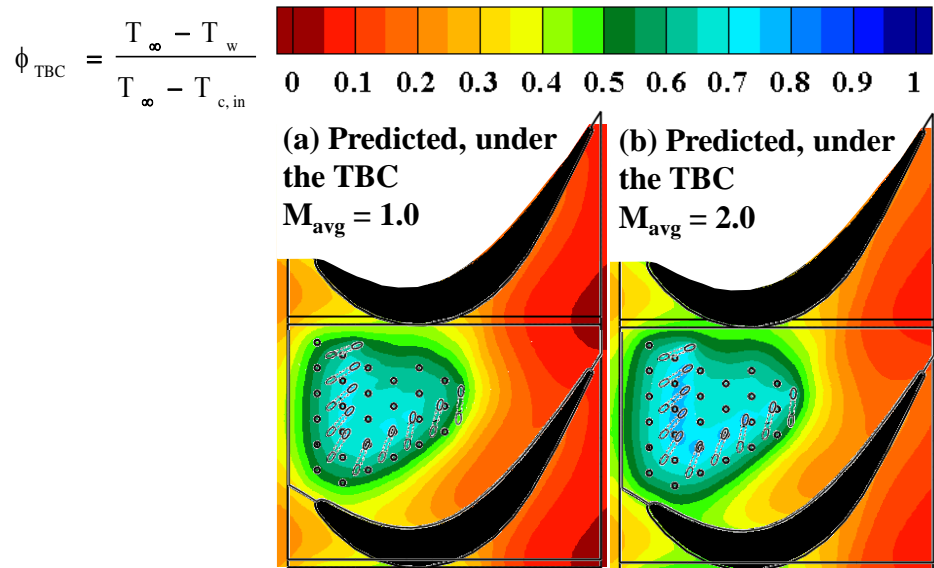 ϕ TBC = T ∞ − T w / T ∞ − T c, in
0 0.1 0.2 0.3 0.4 0.5 0.6 0.7 0.8 0.9 1
(a) Predicted, under
the TBC
Mavg = 1.0
(b) Predicted, under
the TBC
Mavg = 2.0